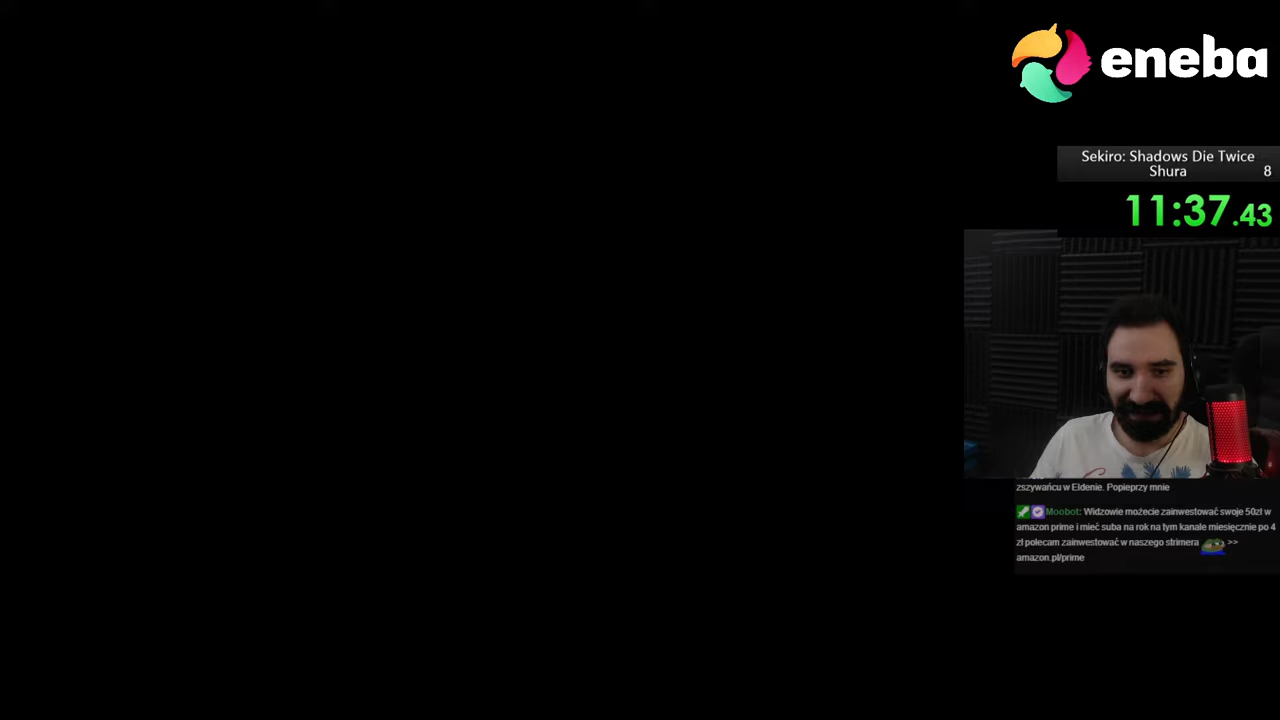 eneba
Sekiro: Shadows Die Twice
Shura 8
11:37.43
zszywańcu w Eldenie. Popieprzy mnie
Moobot: Widzowie możecie zainwestować swoje 50zł w
amazon prime i mieć suba na rok na tym kanale miesięcznie po 4
zł polecam zainwestować w naszego strimera >>
amazon.pl/prime